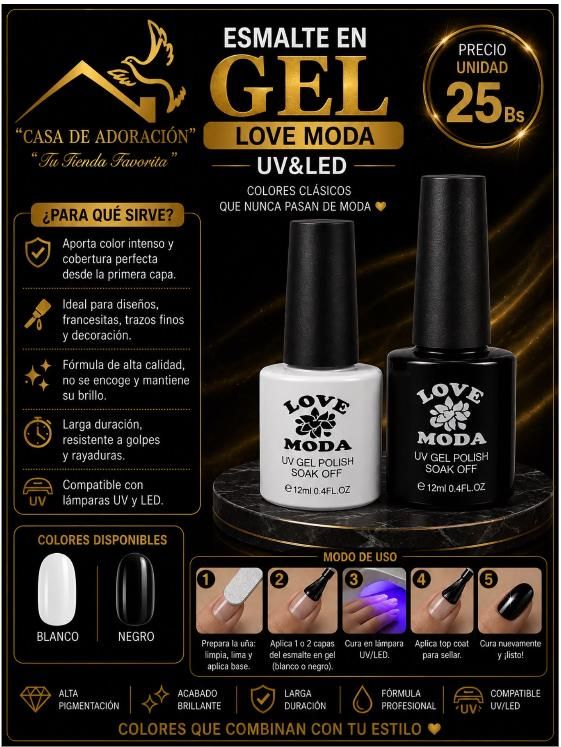 "CASA DE ADORACIÓN"
"Tu Tienda Favorita"
ESMALTE EN
GEL
LOVE MODA
UV&LED
COLORES CLÁSICOS
QUE NUNCA PASAN DE MODA
PRECIO
UNIDAD
25Bs
¿PARA QUÉ SIRVE?
Aporta color intenso y
cobertura perfecta
desde la primera capa.
Ideal para diseños,
francesitas, trazos finos
y decoración.
Fórmula de alta calidad,
no se encoge y mantiene
su brillo.
Larga duración,
resistente a golpes
y rayaduras.
UV
Compatible con
lámparas UV y LED.
LOVE
MODA
UV GEL POLISH
SOAK OFF
℮12ml 0.4FL.OZ
LOVE
MODA
UV GEL POLISH
SOAK OFF
℮12ml 0.4FL.OZ
COLORES DISPONIBLES
BLANCO
NEGRO
MODO DE USO
1
Prepara la uña:
limpia, lima y
aplica base.
2
Aplica 1 o 2 capas
del esmalte en gel
(blanco o negro).
3
Cura en lámpara
UV/LED.
4
Aplica top coat
para sellar.
5
Cura nuevamente
y ¡listo!
ALTA
PIGMENTACIÓN
ACABADO
BRILLANTE
LARGA
DURACIÓN
FÓRMULA
PROFESIONAL
UV
COMPATIBLE
UV/LED
COLORES QUE COMBINAN CON TU ESTILO